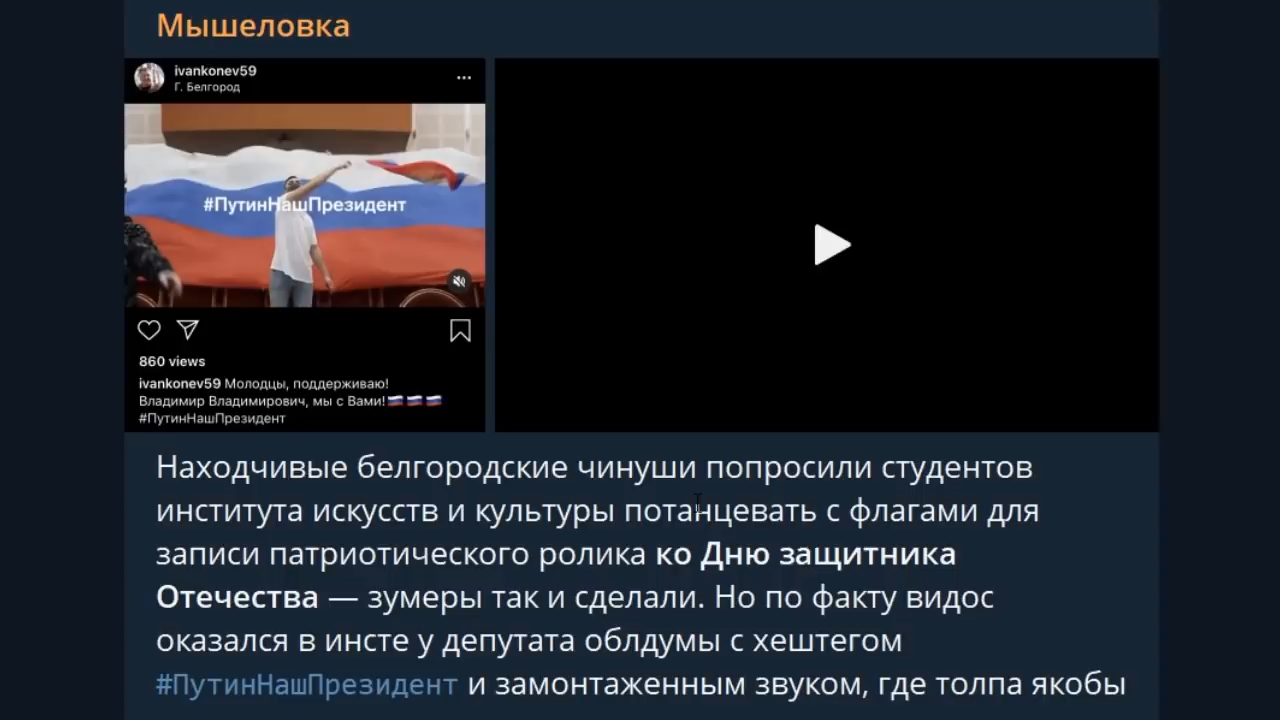 Мышеловка
ivankonev59
Г. Белгород
#ПутинНашПрезидент
860 views
ivankonev59 Молодцы, поддерживаю!
Владимир Владимирович, мы с Вами!🇷🇺🇷🇺🇷🇺
#ПутинНашПрезидент
Находчивые белгородские чинуши попросили студентов
института искусств и культуры потанцевать с флагами для
записи патриотического ролика ко Дню защитника
Отечества — зумеры так и сделали. Но по факту видос
оказался в инсте у депутата облдумы с хештегом
#ПутинНашПрезидент и замонтаженным звуком, где толпа якобы